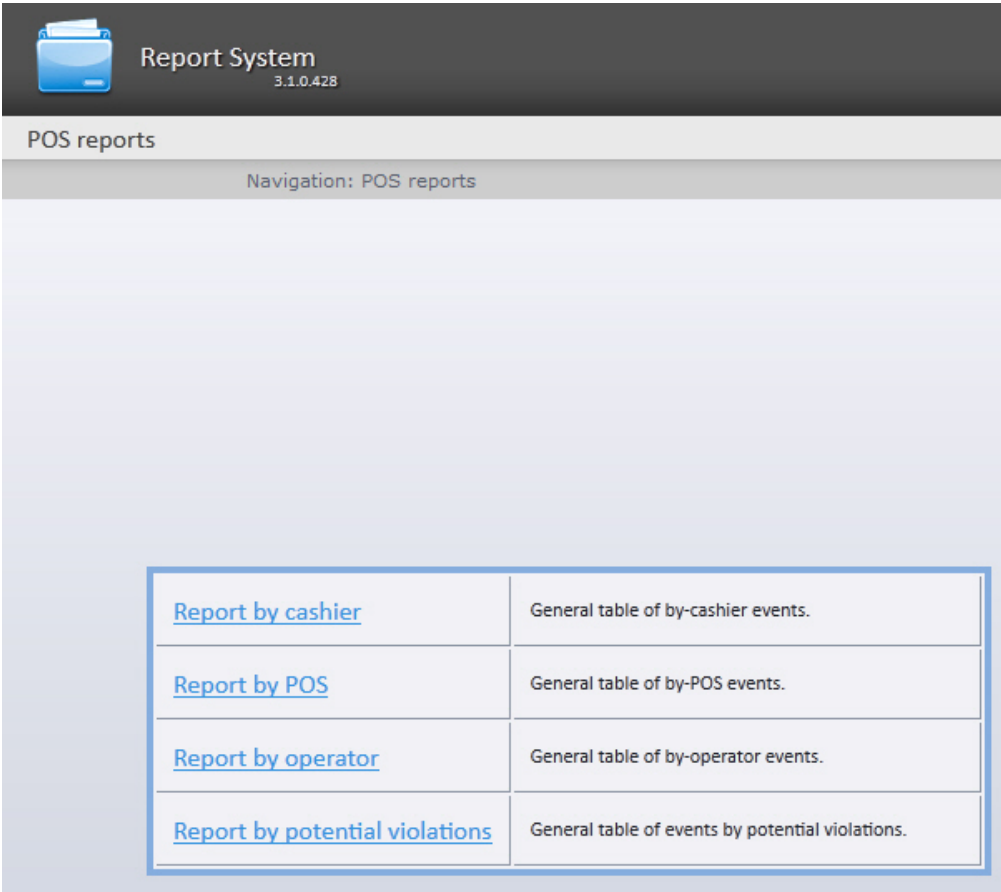 Report System
3.1.0.428
POS reports
Navigation: POS reports
Report by cashier
General table of by-cashier events.
Report by POS
General table of by-POS events.
Report by operator
General table of by-operator events.
Report by potential violations
General table of events by potential violations.